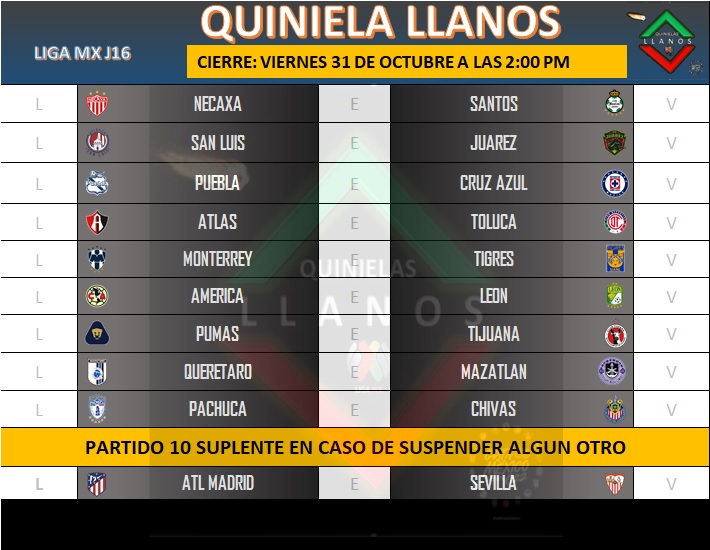 QUINIELA LLANOS
LIGA MX J16
CIERRE: VIERNES 31 DE OCTUBRE A LAS 2:00 PM
QUINIELAS
LLANOS
L NECAXA E SANTOS V
L SAN LUIS E JUAREZ V
L PUEBLA E CRUZ AZUL V
L ATLAS E TOLUCA V
L MONTERREY E TIGRES V
L AMERICA E LEON V
QUINIELAS
LLANOS
L PUMAS E TIJUANA V
L QUERETARO E MAZATLAN V
L PACHUCA E CHIVAS V
PARTIDO 10 SUPLENTE EN CASO DE SUSPENDER ALGUN OTRO
L ATL MADRID E SEVILLA V